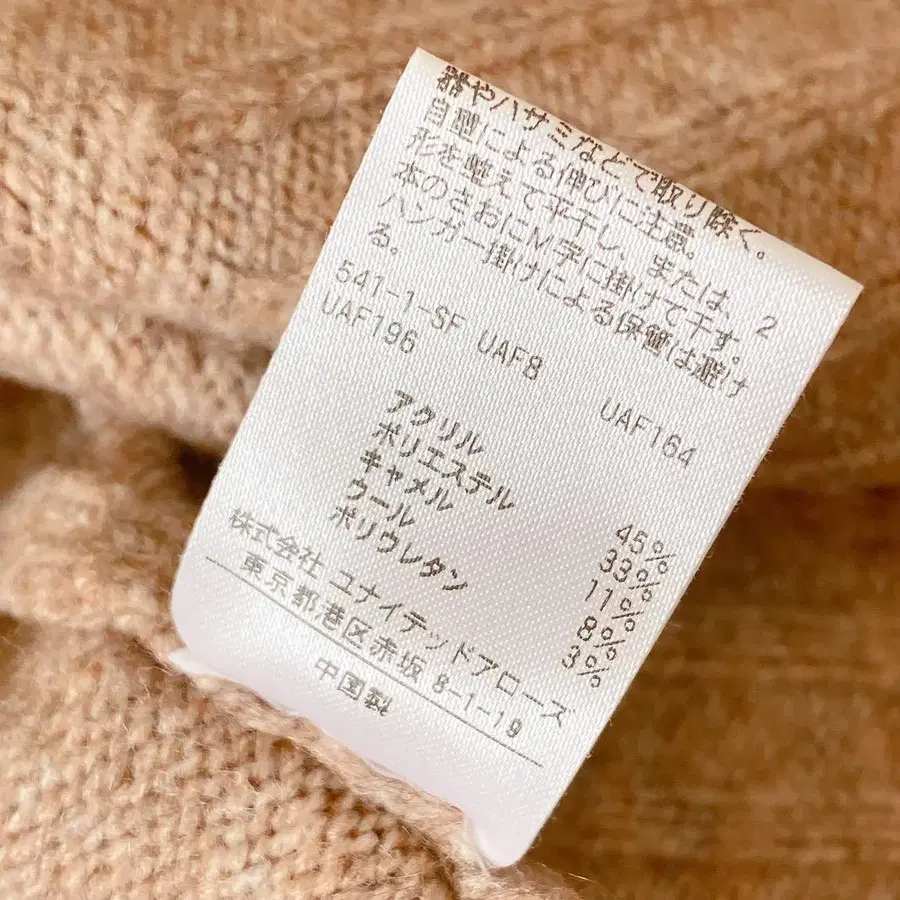 器やハサミなどで取り除く。
自重による伸びに注意。
形を整えて平干し、または、2
本のさおにM字に掛けて干す。
ハンガー掛けによる保管は避け
る。
541-1-SF UAF8 UAF164
UAF196
アクリル 45%
ポリエステル 33%
キャメル 11%
ウール 8%
ポリウレタン 3%
株式会社 ユナイテッドアローズ
東京都港区赤坂 8-1-19
中国製